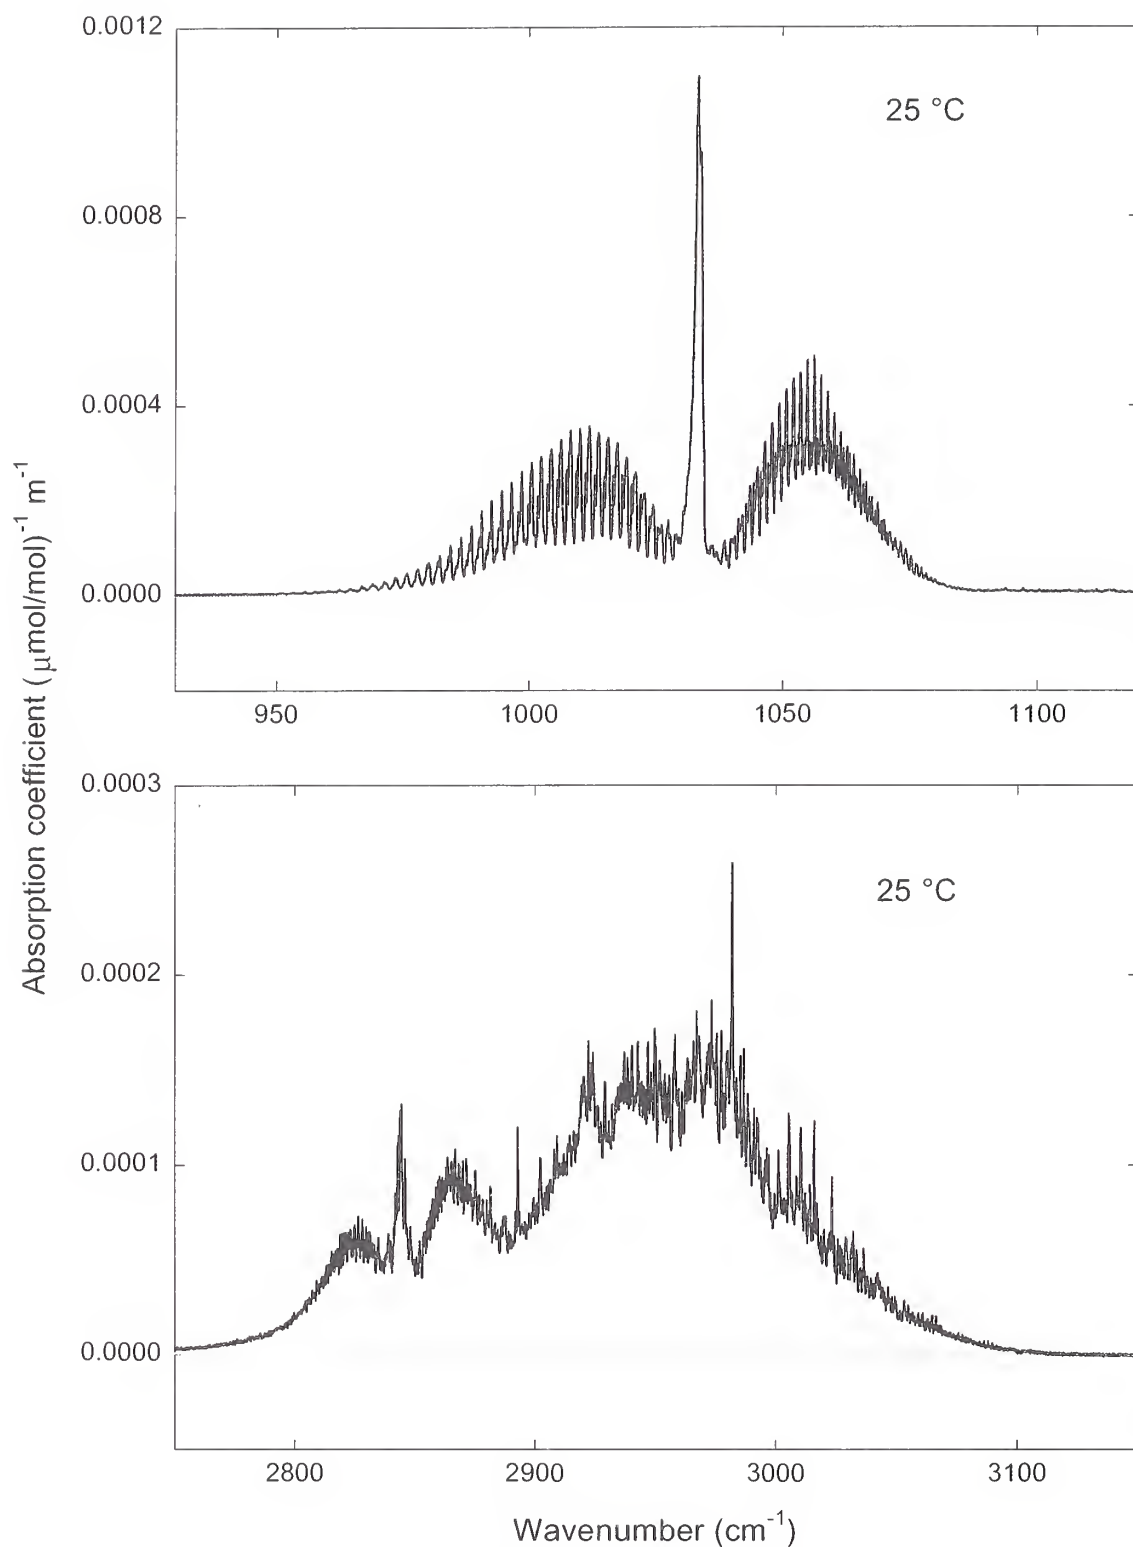 0.0012
25 °C
0.0008
0.0004
0.0000
950 1000 1050 1100
Absorption coefficient (μmol/mol)⁻¹ m⁻¹
0.0003
25 °C
0.0002
0.0001
0.0000
2800 2900 3000 3100
Wavenumber (cm⁻¹)